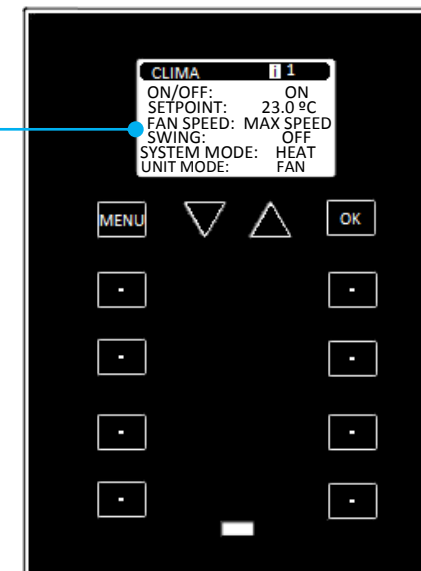 CLIMA i 1
ON/OFF: ON
SETPOINT: 23.0 ºC
FAN SPEED: MAX SPEED
SWING: OFF
SYSTEM MODE: HEAT
UNIT MODE: FAN
MENU OK